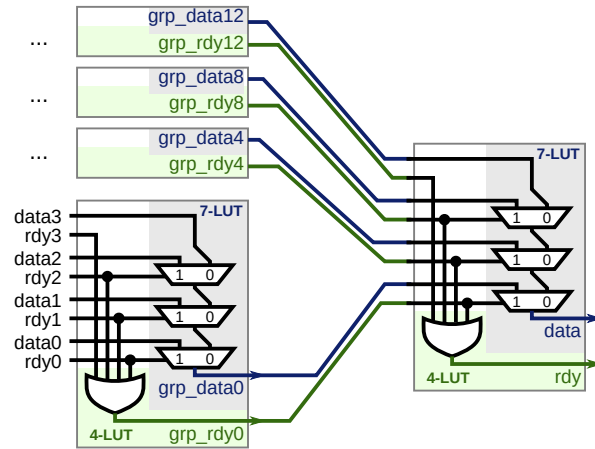 ...
grp_data12
grp_rdy12
...
grp_data8
grp_rdy8
...
grp_data4
grp_rdy4
7-LUT
data3
rdy3
data2
rdy2
1 0
data1
rdy1
1 0
data0
rdy0
1 0
grp_data0
4-LUT
grp_rdy0
7-LUT
1 0
1 0
1 0
data
4-LUT
rdy